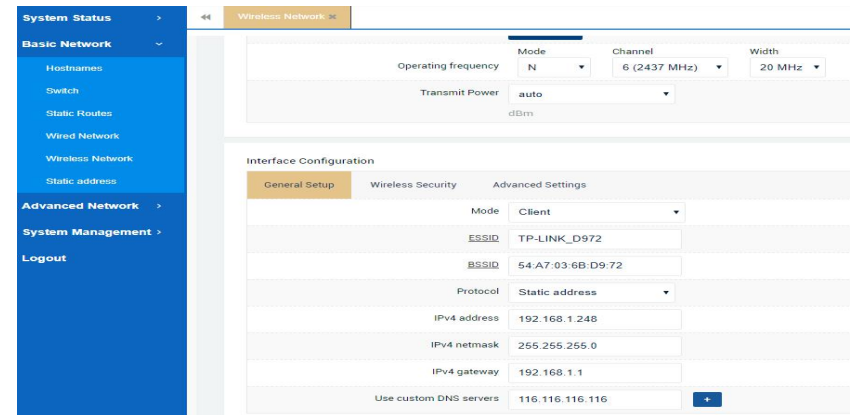 System Status
Wireless Network
Basic Network
Hostnames
Switch
Static Routes
Wired Network
Wireless Network
Static address
Advanced Network
System Management
Logout
Mode Channel Width
Operating frequency N 6 (2437 MHz) 20 MHz
Transmit Power auto
dBm
Interface Configuration
General Setup Wireless Security Advanced Settings
Mode Client
ESSID TP-LINK_D972
BSSID 54:A7:03:6B:D9:72
Protocol Static address
IPv4 address 192.168.1.248
IPv4 netmask 255.255.255.0
IPv4 gateway 192.168.1.1
Use custom DNS servers 116.116.116.116 +